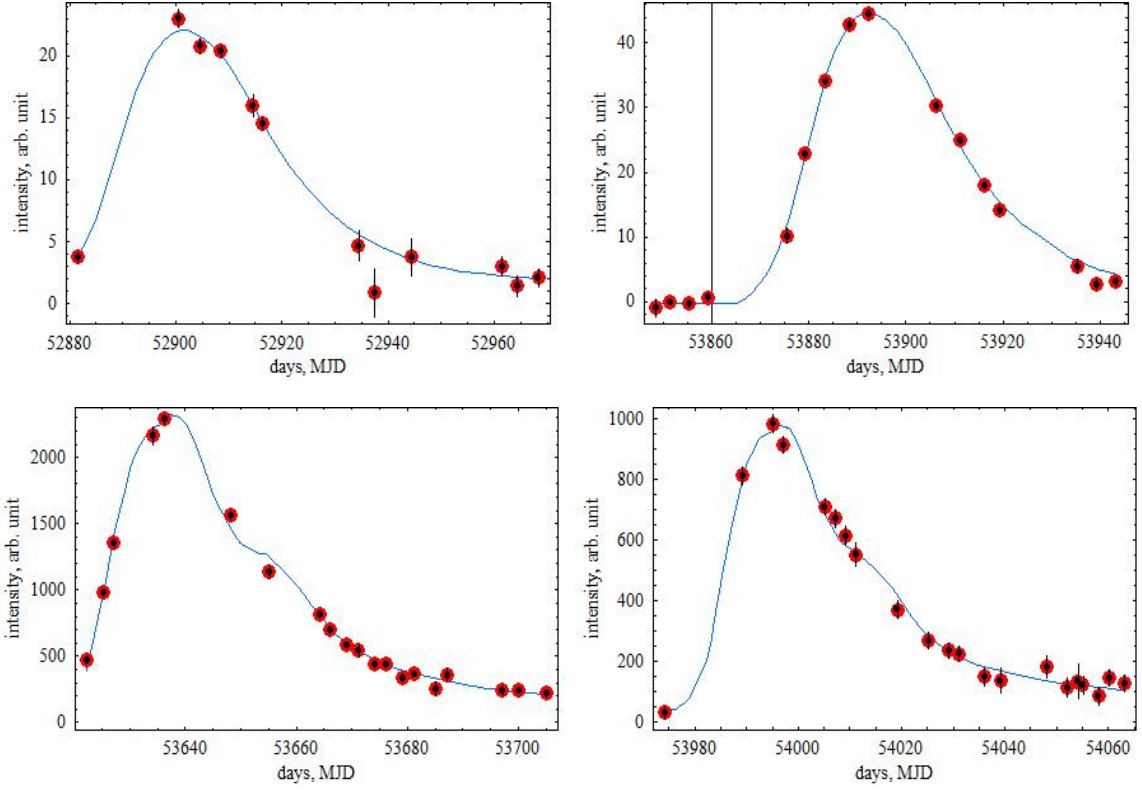 intensity, arb. unit
20
15
10
5
0
52880 52900 52920 52940 52960
days, MJD
intensity, arb. unit
40
30
20
10
0
53860 53880 53900 53920 53940
days, MJD
intensity, arb. unit
2000
1500
1000
500
0
53640 53660 53680 53700
days, MJD
intensity, arb. unit
1000
800
600
400
200
0
53980 54000 54020 54040 54060
days, MJD